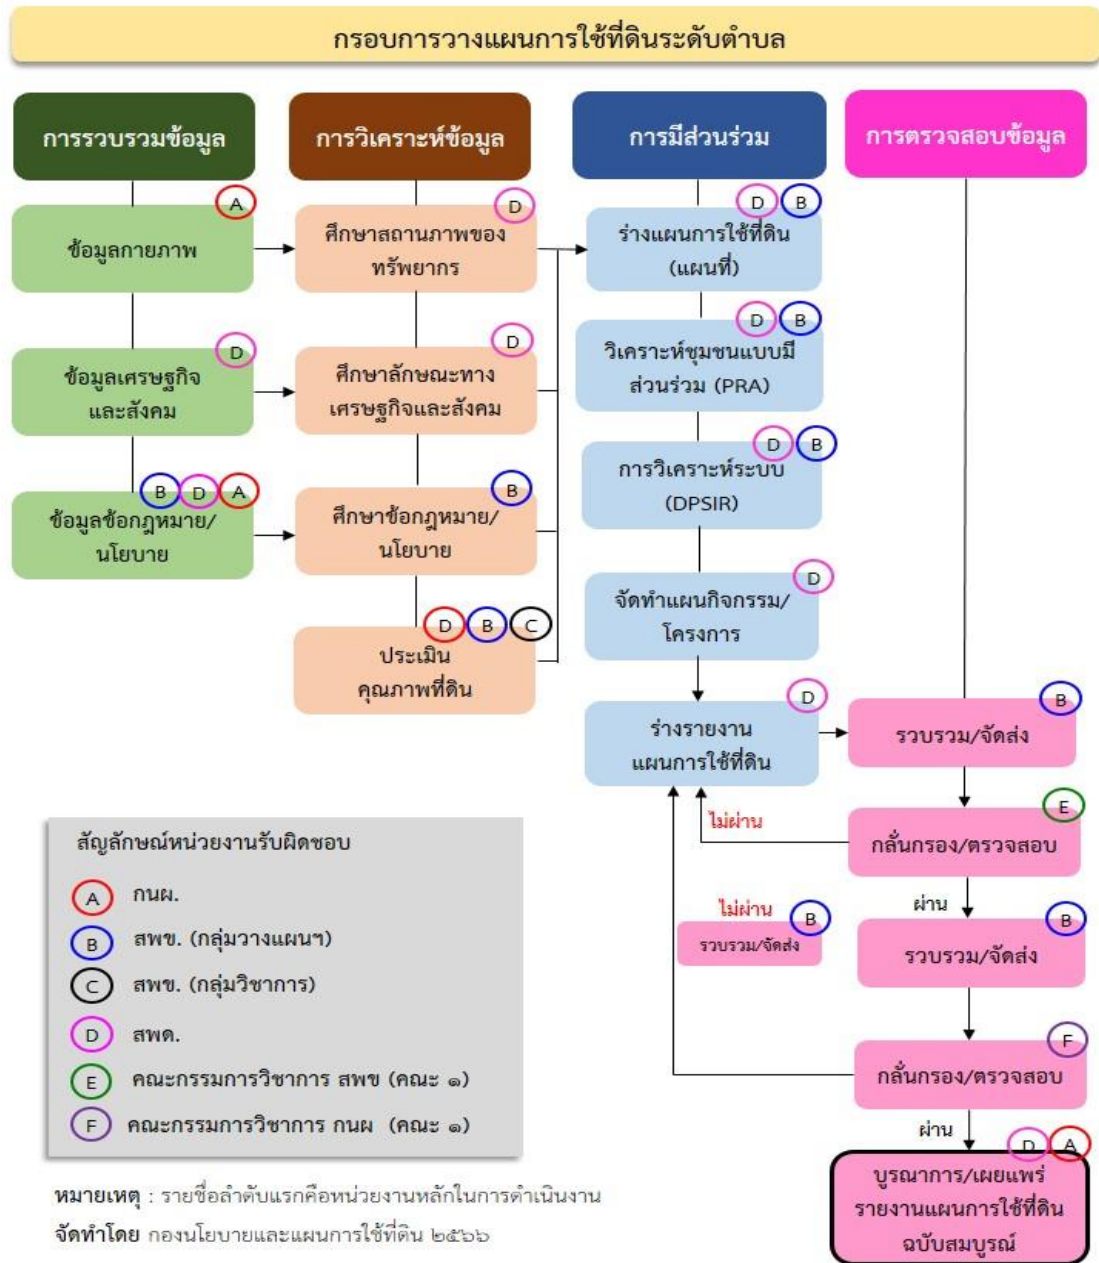 กรอบการวางแผนการใช้ที่ดินระดับตำบล
การรวบรวมข้อมูล
A
ข้อมูลกายภาพ
D
ข้อมูลเศรษฐกิจ
และสังคม
B D A
ข้อมูลข้อกฎหมาย/
นโยบาย
การวิเคราะห์ข้อมูล
D
ศึกษาสถานภาพของ
ทรัพยากร
D
ศึกษาลักษณะทาง
เศรษฐกิจและสังคม
B
ศึกษาข้อกฎหมาย/
นโยบาย
D B C
ประเมิน
คุณภาพที่ดิน
การมีส่วนร่วม
D B
ร่างแผนการใช้ที่ดิน
(แผนที่)
D B
วิเคราะห์ชุมชนแบบมี
ส่วนร่วม (PRA)
D B
การวิเคราะห์ระบบ
(DPSIR)
D
จัดทำแผนกิจกรรม/
โครงการ
D
ร่างรายงาน
แผนการใช้ที่ดิน
การตรวจสอบข้อมูล
B
รวบรวม/จัดส่ง
E
กลั่นกรอง/ตรวจสอบ
ไม่ผ่าน
ผ่าน
B
รวบรวม/จัดส่ง
ไม่ผ่าน
B
รวบรวม/จัดส่ง
F
กลั่นกรอง/ตรวจสอบ
ผ่าน
D A
บูรณาการ/เผยแพร่
รายงานแผนการใช้ที่ดิน
ฉบับสมบูรณ์
สัญลักษณ์หน่วยงานรับผิดชอบ
A กนผ.
B สพข. (กลุ่มวางแผนฯ)
C สพข. (กลุ่มวิชาการ)
D สพด.
E คณะกรรมการวิชาการ สพข (คณะ ๑)
F คณะกรรมการวิชาการ กนผ (คณะ ๑)
หมายเหตุ : รายชื่อลำดับแรกคือหน่วยงานหลักในการดำเนินงาน
จัดทำโดย กองนโยบายและแผนการใช้ที่ดิน ๒๕๖๖